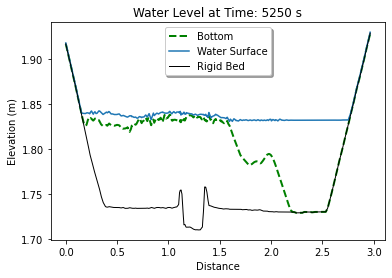 Water Level at Time: 5250 s
Bottom
Water Surface
Rigid Bed
Elevation (m)
1.90
1.85
1.80
1.75
1.70
0.0 0.5 1.0 1.5 2.0 2.5 3.0
Distance